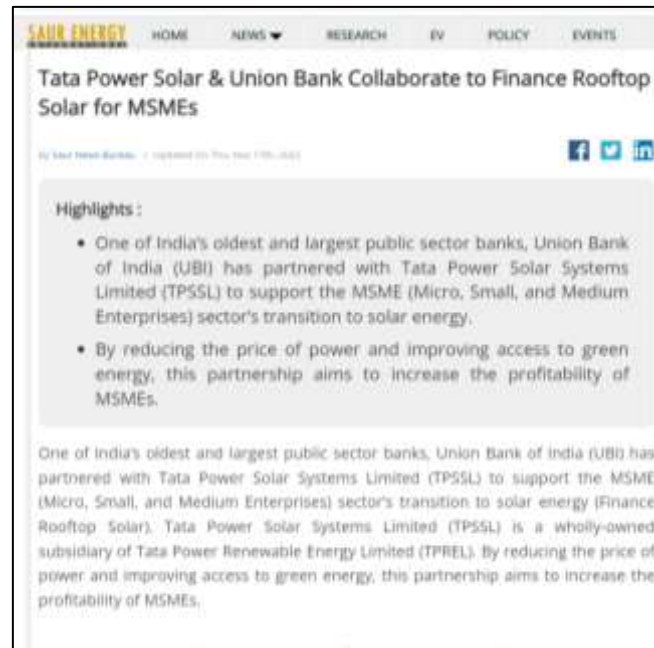 SAUR ENERGY HOME NEWS RESEARCH EV POLICY EVENTS
INTERNATIONAL
Tata Power Solar & Union Bank Collaborate to Finance Rooftop
Solar for MSMEs
By Saur News Bureau / Updated On Thu
Highlights :
• One of India's oldest and largest public sector banks, Union Bank
of India (UBI) has partnered with Tata Power Solar Systems
Limited (TPSSL) to support the MSME (Micro, Small, and Medium
Enterprises) sector's transition to solar energy.
• By reducing the price of power and improving access to green
energy, this partnership aims to increase the profitability of
MSMEs.
One of India's oldest and largest public sector banks, Union Bank of India (UBI) has
partnered with Tata Power Solar Systems Limited (TPSSL) to support the MSME
(Micro, Small, and Medium Enterprises) sector's transition to solar energy (Finance
Rooftop Solar). Tata Power Solar Systems Limited (TPSSL) is a wholly-owned
subsidiary of Tata Power Renewable Energy Limited (TPREL). By reducing the price of
power and improving access to green energy, this partnership aims to increase the
profitability of MSMEs.